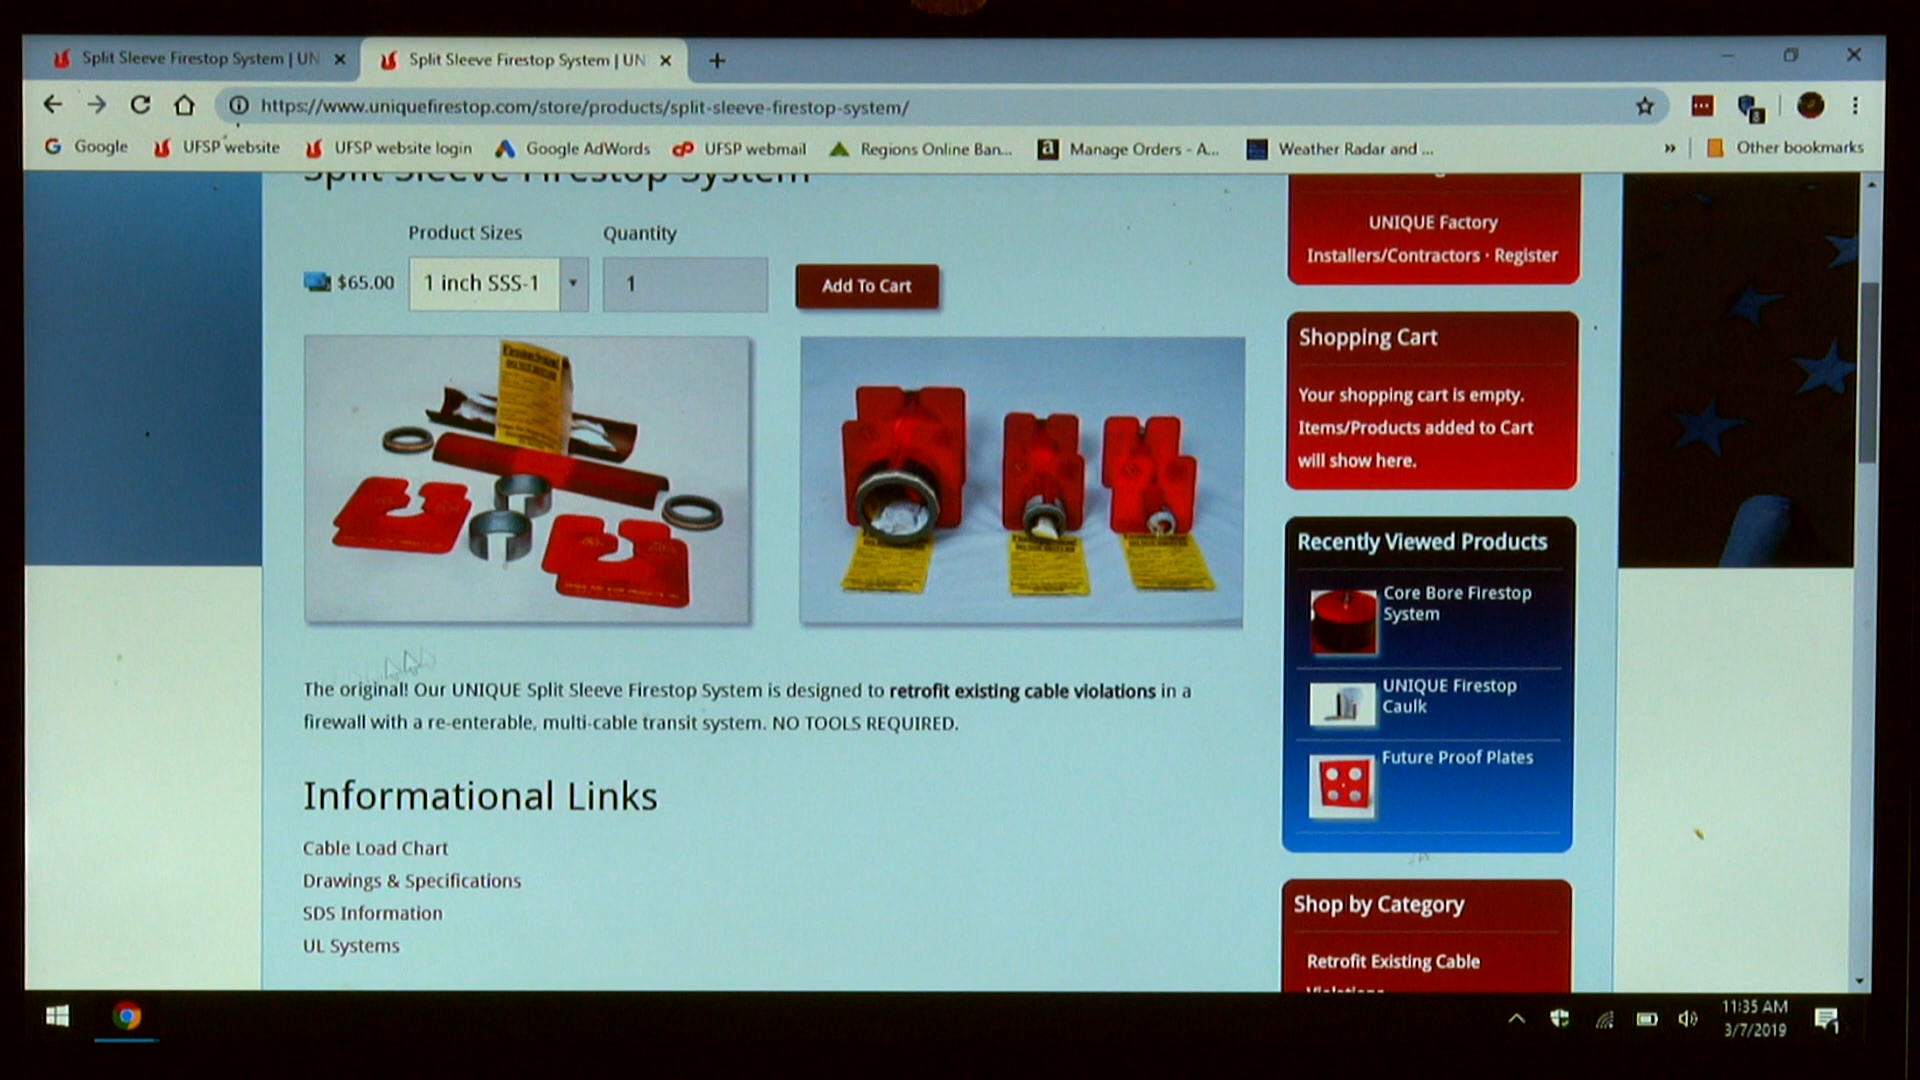 Split Sleeve Firestop System | UN
Split Sleeve Firestop System | UN
https://www.uniquefirestop.com/store/products/split-sleeve-firestop-system/
Google
UFSP website
UFSP website login
Google AdWords
UFSP webmail
Regions Online Ban...
Manage Orders - A...
Weather Radar and ...
Other bookmarks
Split Sleeve Firestop System
Product Sizes
Quantity
$65.00
1 inch SSS-1
1
Add To Cart
The original! Our UNIQUE Split Sleeve Firestop System is designed to retrofit existing cable violations in a
firewall with a re-enterable, multi-cable transit system. NO TOOLS REQUIRED.
Informational Links
Cable Load Chart
Drawings & Specifications
SDS Information
UL Systems
UNIQUE Factory
Installers/Contractors · Register
Shopping Cart
Your shopping cart is empty.
Items/Products added to Cart
will show here.
Recently Viewed Products
Core Bore Firestop
System
UNIQUE Firestop
Caulk
Future Proof Plates
Shop by Category
Retrofit Existing Cable
Violations
11:35 AM
3/7/2019